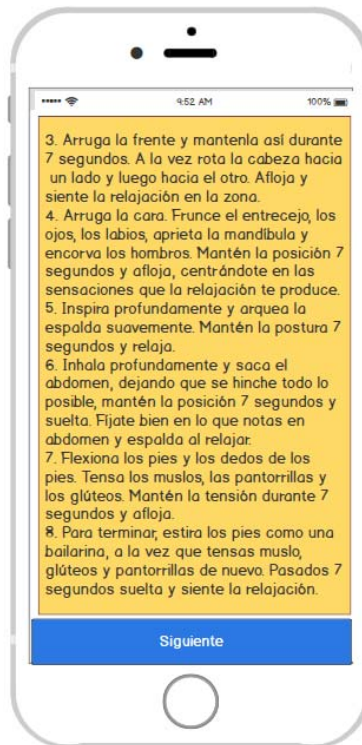 9:52 AM
100%
3. Arruga la frente y mantenla así durante
7 segundos. A la vez rota la cabeza hacia
un lado y luego hacia el otro. Afloja y
siente la relajación en la zona.
4. Arruga la cara. Frunce el entrecejo, los
ojos, los labios, aprieta la mandíbula y
encorva los hombros. Mantén la posición 7
segundos y afloja, centrándote en las
sensaciones que la relajación te produce.
5. Inspira profundamente y arquea la
espalda suavemente. Mantén la postura 7
segundos y relaja.
6. Inhala profundamente y saca el
abdomen, dejando que se hinche todo lo
posible, mantén la posición 7 segundos y
suelta. Fíjate bien en lo que notas en
abdomen y espalda al relajar.
7. Flexiona los pies y los dedos de los
pies. Tensa los muslos, las pantorrillas y
los glúteos. Mantén la tensión durante 7
segundos y afloja.
8. Para terminar, estira los pies como una
bailarina, a la vez que tensas muslo,
glúteos y pantorrillas de nuevo. Pasados 7
segundos suelta y siente la relajación.
Siguiente